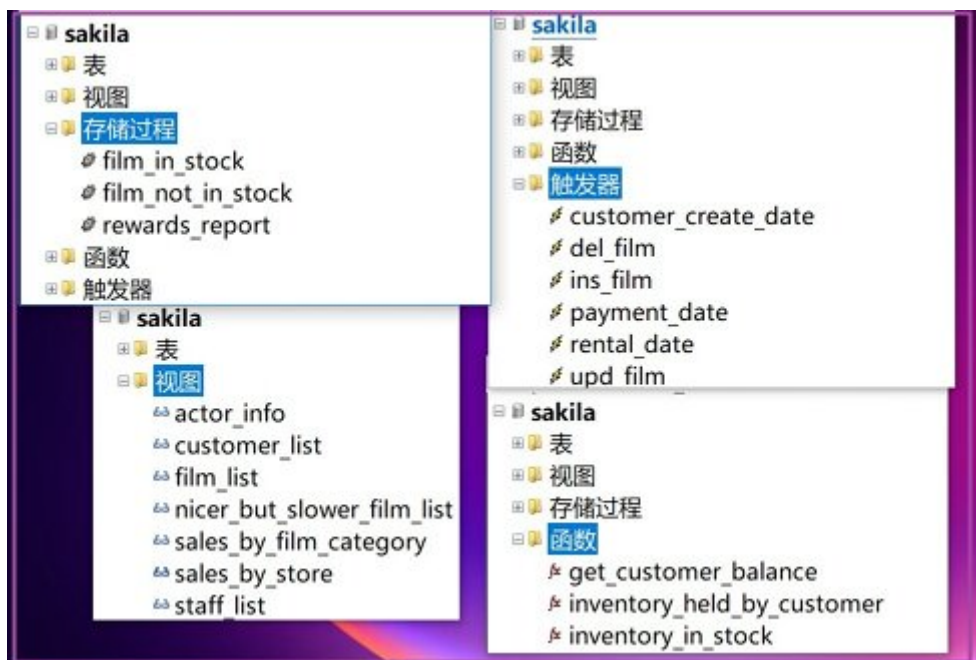 sakila
表
视图
存储过程
film_in_stock
film_not_in_stock
rewards_report
函数
触发器
sakila
表
视图
存储过程
函数
触发器
customer_create_date
del_film
ins_film
payment_date
rental_date
upd_film
sakila
表
视图
actor_info
customer_list
film_list
nicer_but_slower_film_list
sales_by_film_category
sales_by_store
staff_list
sakila
表
视图
存储过程
函数
get_customer_balance
inventory_held_by_customer
inventory_in_stock